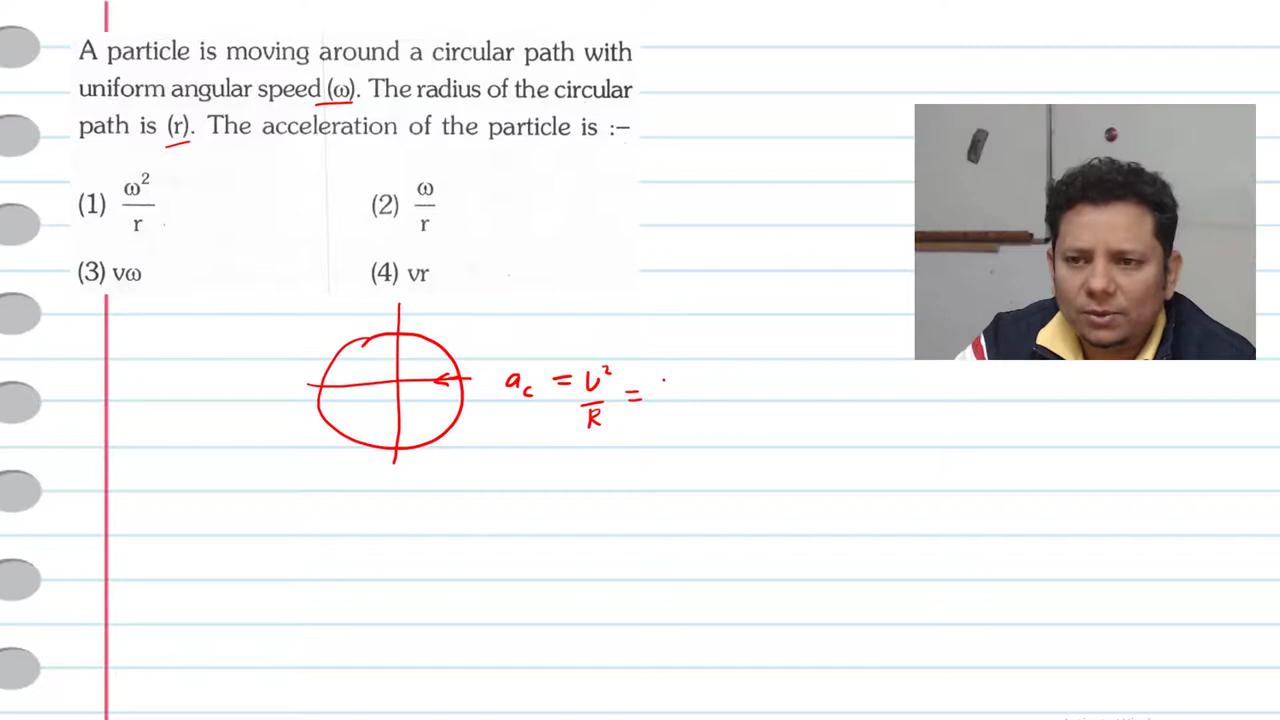 A particle is moving around a circular path with
uniform angular speed (ω). The radius of the circular
path is (r). The acceleration of the particle is :–
(1) ω²/r (2) ω/r
(3) vω (4) vr
a_c = v²/R =